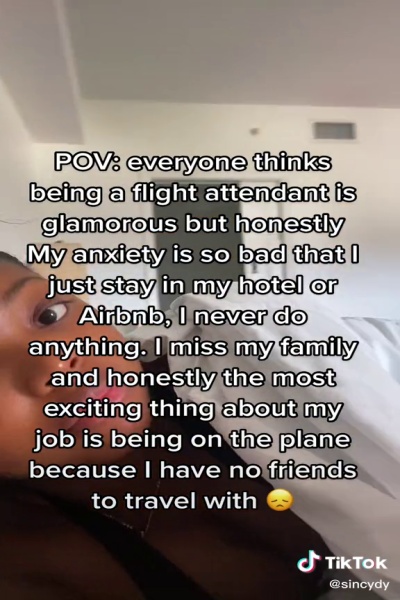 POV: everyone thinks
being a flight attendant is
glamorous but honestly
My anxiety is so bad that I
just stay in my hotel or
Airbnb, I never do
anything. I miss my family
and honestly the most
exciting thing about my
job is being on the plane
because I have no friends
to travel with 😞
TikTok
@sincydy